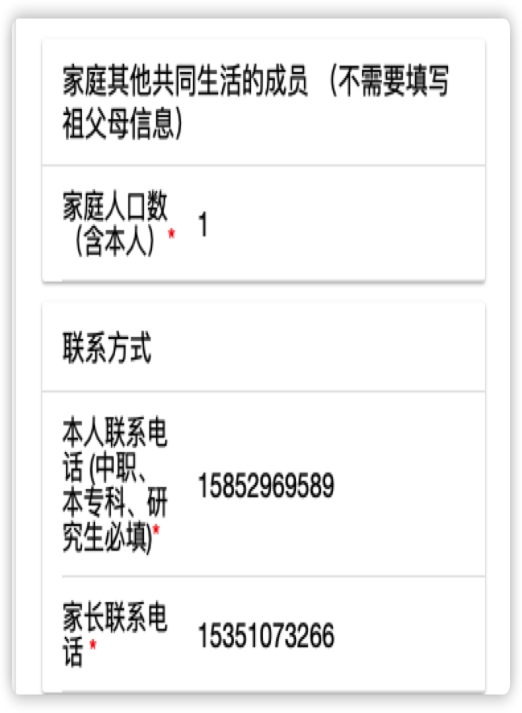 家庭其他共同生活的成员 （不需要填写
祖父母信息）
家庭人口数
（含本人）*
1
联系方式
本人联系电
话 (中职、
本专科、研
究生必填)*
15852969589
家长联系电
话 *
15351073266